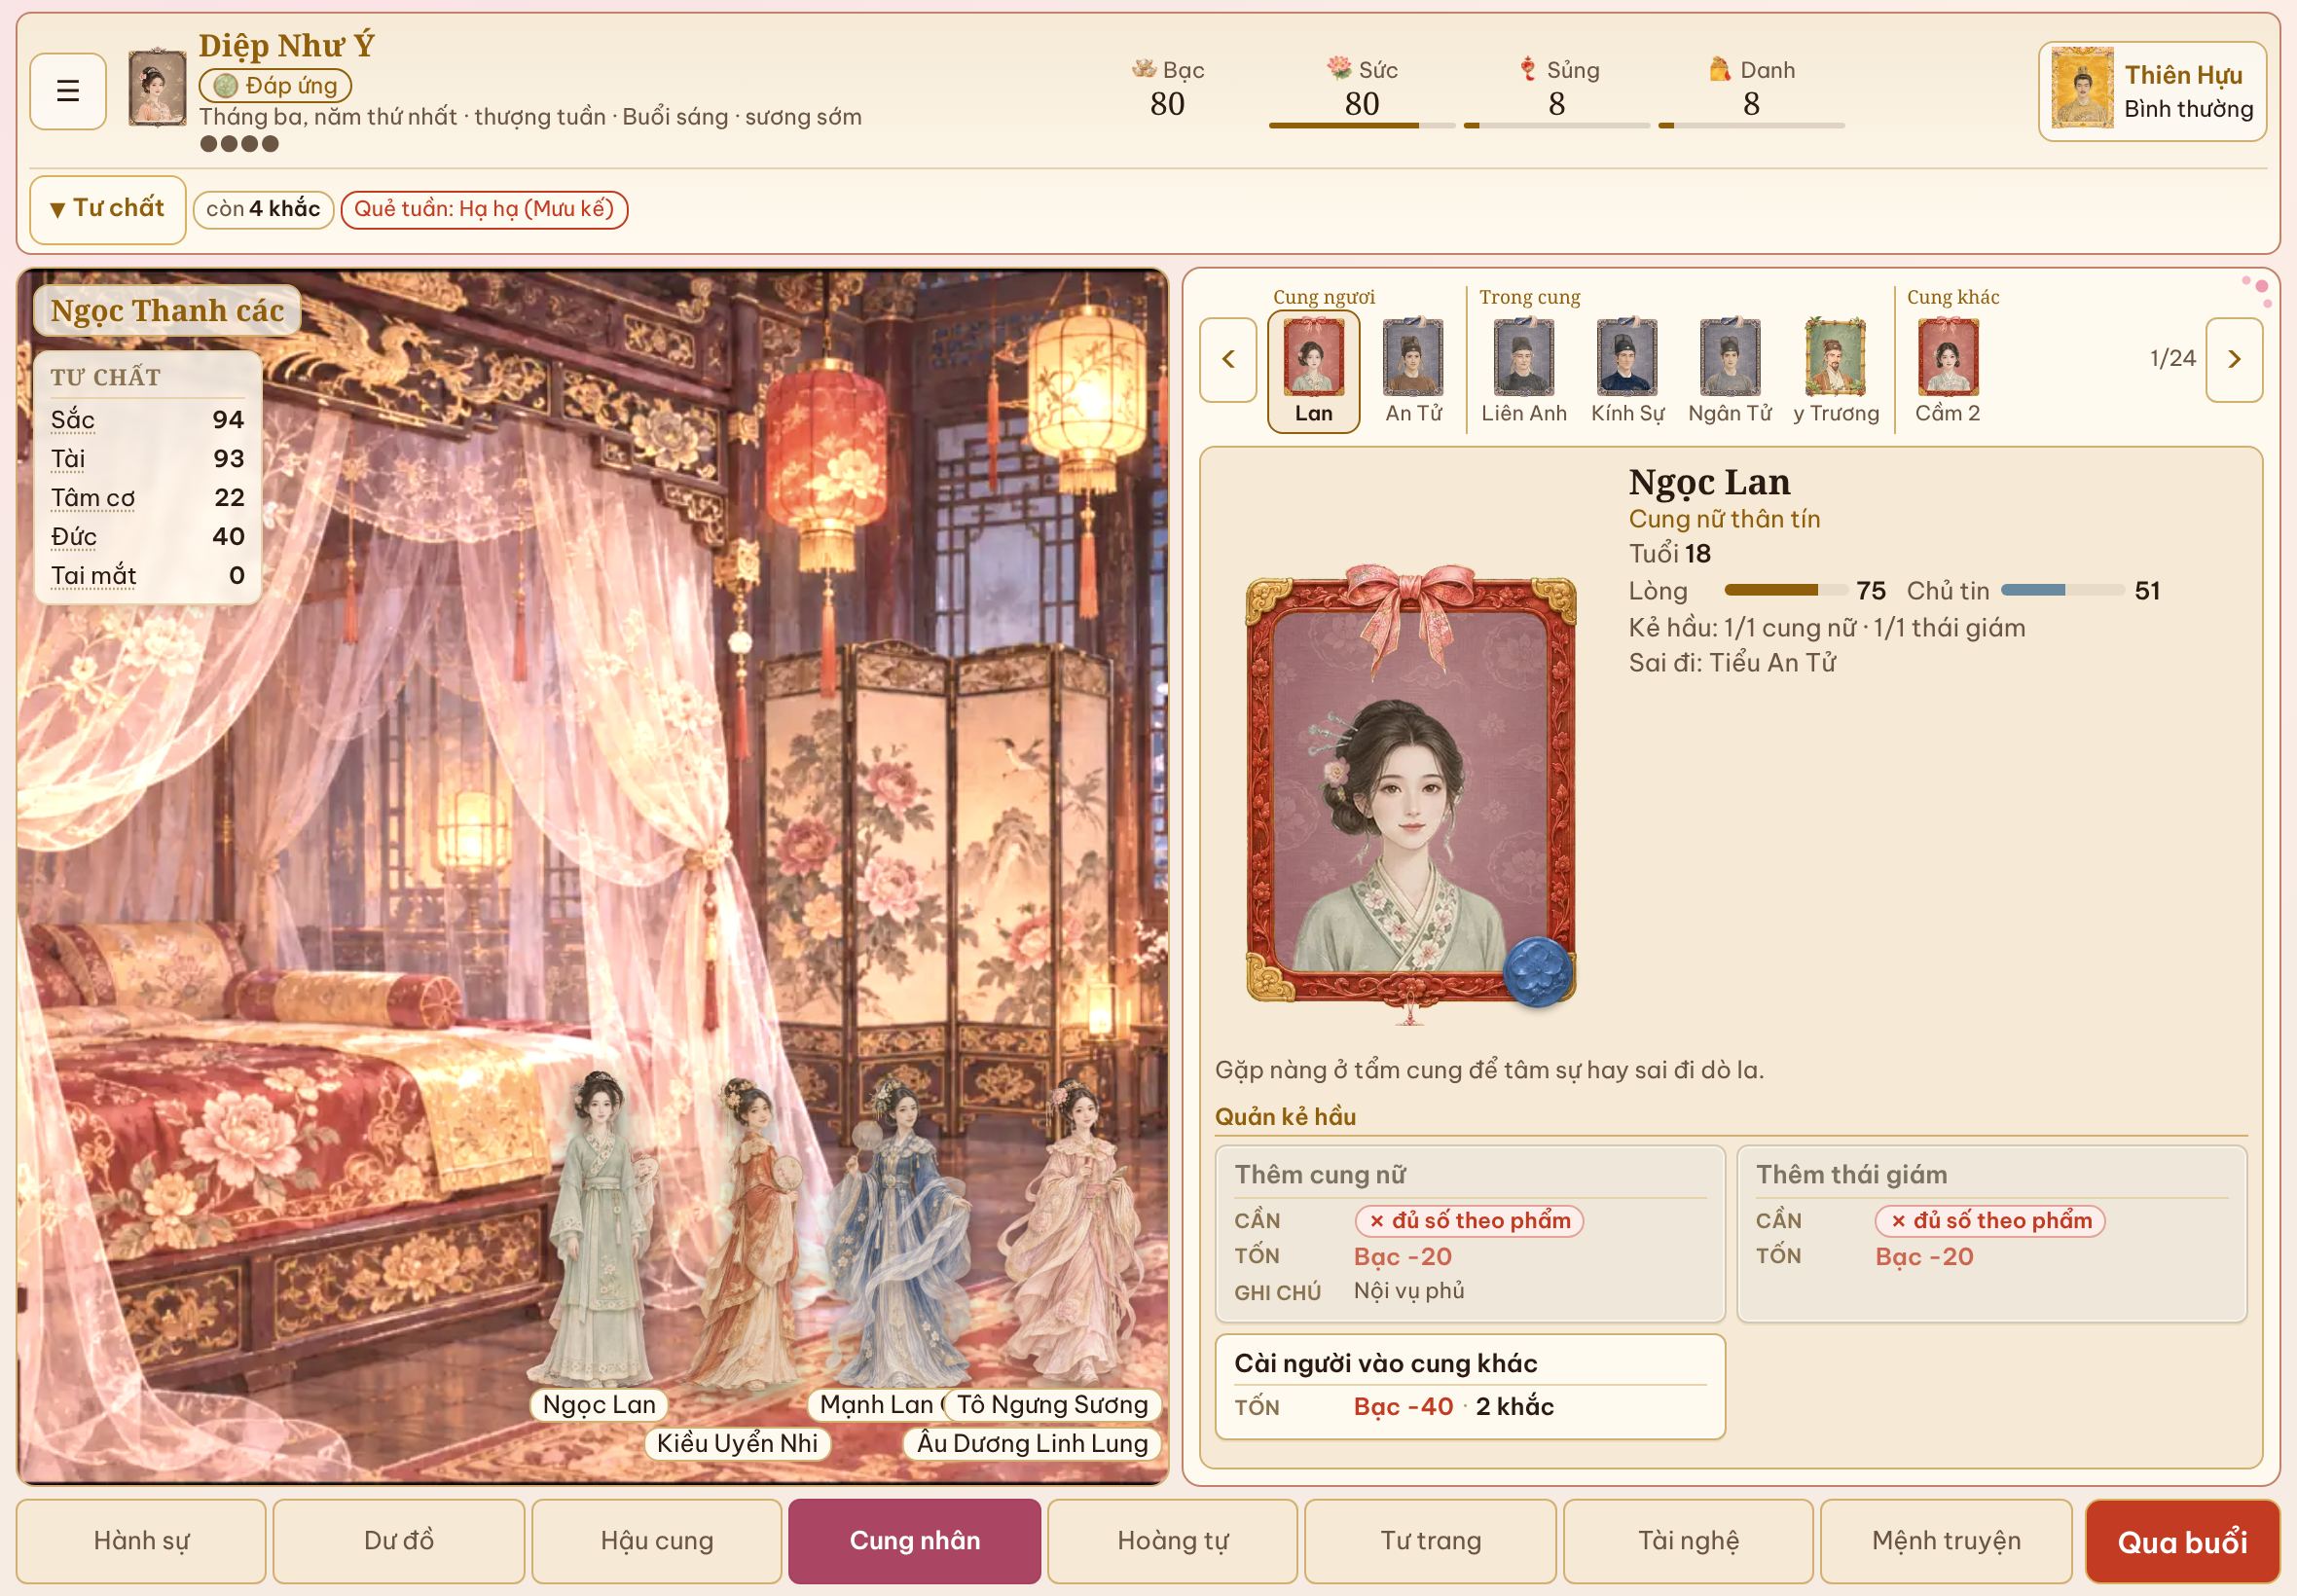 ☰
Diệp Như Ý
Đáp ứng
Tháng ba, năm thứ nhất · thượng tuần · Buổi sáng · sương sớm
Bạc
80
Sức
80
Sủng
8
Danh
8
Thiên Hựu
Bình thường
▼ Tư chất
còn 4 khắc
Quẻ tuần: Hạ hạ (Mưu kế)
Ngọc Thanh các
TƯ CHẤT
Sắc 94
Tài 93
Tâm cơ 22
Đức 40
Tai mắt 0
Ngọc Lan
Mạnh Lan
Tô Ngưng Sương
Kiều Uyển Nhi
Âu Dương Linh Lung
Cung ngươi
Trong cung
Cung khác
Lan
An Tử
Liên Anh
Kính Sự
Ngân Tử
y Trương
Cầm 2
1/24
Ngọc Lan
Cung nữ thân tín
Tuổi 18
Lòng 75 Chủ tin 51
Kẻ hầu: 1/1 cung nữ · 1/1 thái giám
Sai đi: Tiểu An Tử
Gặp nàng ở tẩm cung để tâm sự hay sai đi dò la.
Quản kẻ hầu
Thêm cung nữ
CẦN × đủ số theo phẩm
TỐN Bạc -20
GHI CHÚ Nội vụ phủ
Thêm thái giám
CẦN × đủ số theo phẩm
TỐN Bạc -20
Cài người vào cung khác
TỐN Bạc -40 · 2 khắc
Hành sự
Dư đồ
Hậu cung
Cung nhân
Hoàng tự
Tư trang
Tài nghệ
Mệnh truyện
Qua buổi